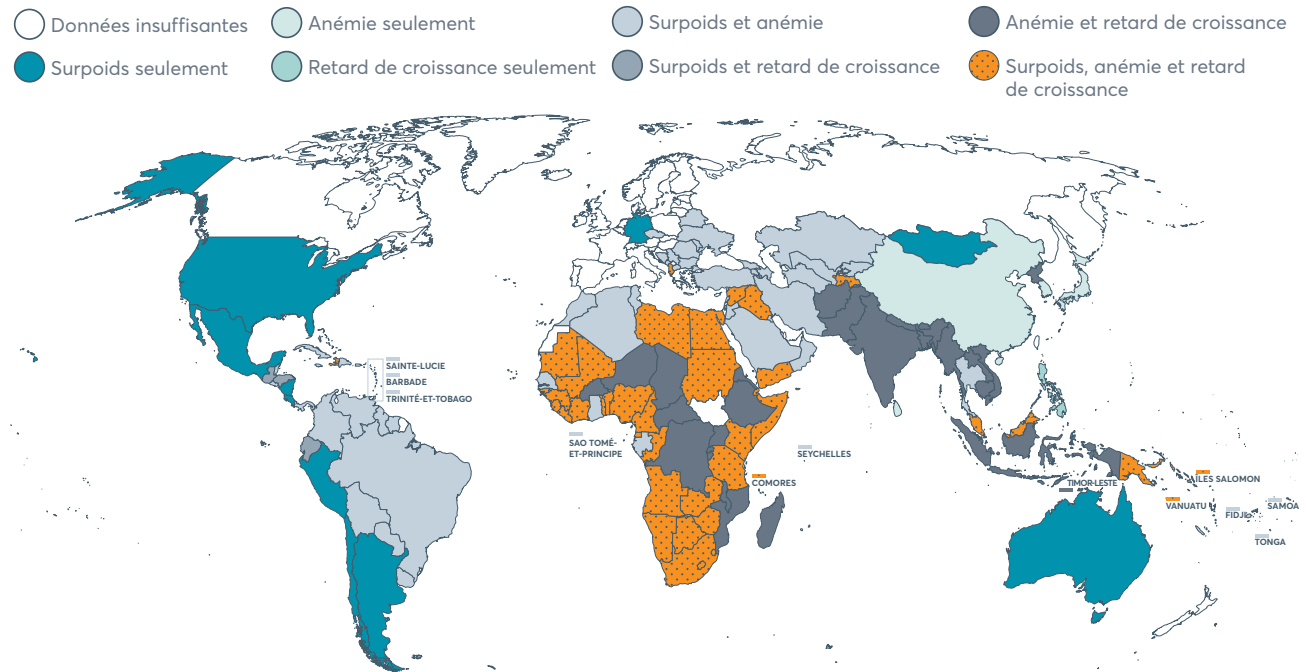 Données insuffisantes
Anémie seulement
Surpoids et anémie
Anémie et retard de croissance
Surpoids seulement
Retard de croissance seulement
Surpoids et retard de croissance
Surpoids, anémie et retard
de croissance
SAINTE-LUCIE
BARBADE
TRINITÉ-ET-TOBAGO
SAO TOMÉ-
ET-PRINCIPE
SEYCHELLES
COMORES
TIMOR-LESTE
ÎLES SALOMON
VANUATU
FIDJI
SAMOA
TONGA